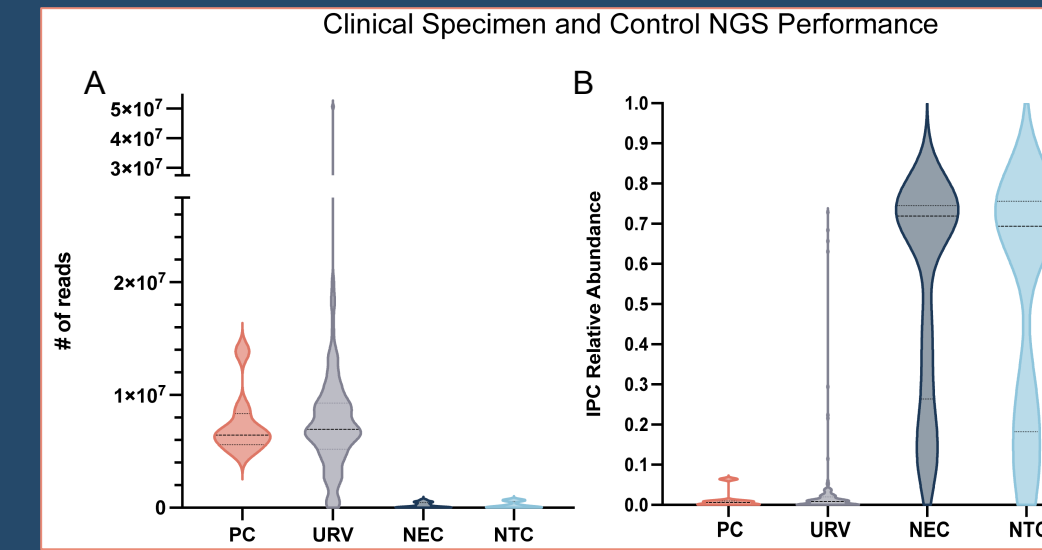 Clinical Specimen and Control NGS Performance
A
# of reads
5×10⁷
4×10⁷
3×10⁷
2×10⁷
1×10⁷
0
PC URV NEC NTC
B
IPC Relative Abundance
1.0
0.9
0.8
0.7
0.6
0.5
0.4
0.3
0.2
0.1
0.0
PC URV NEC NTC